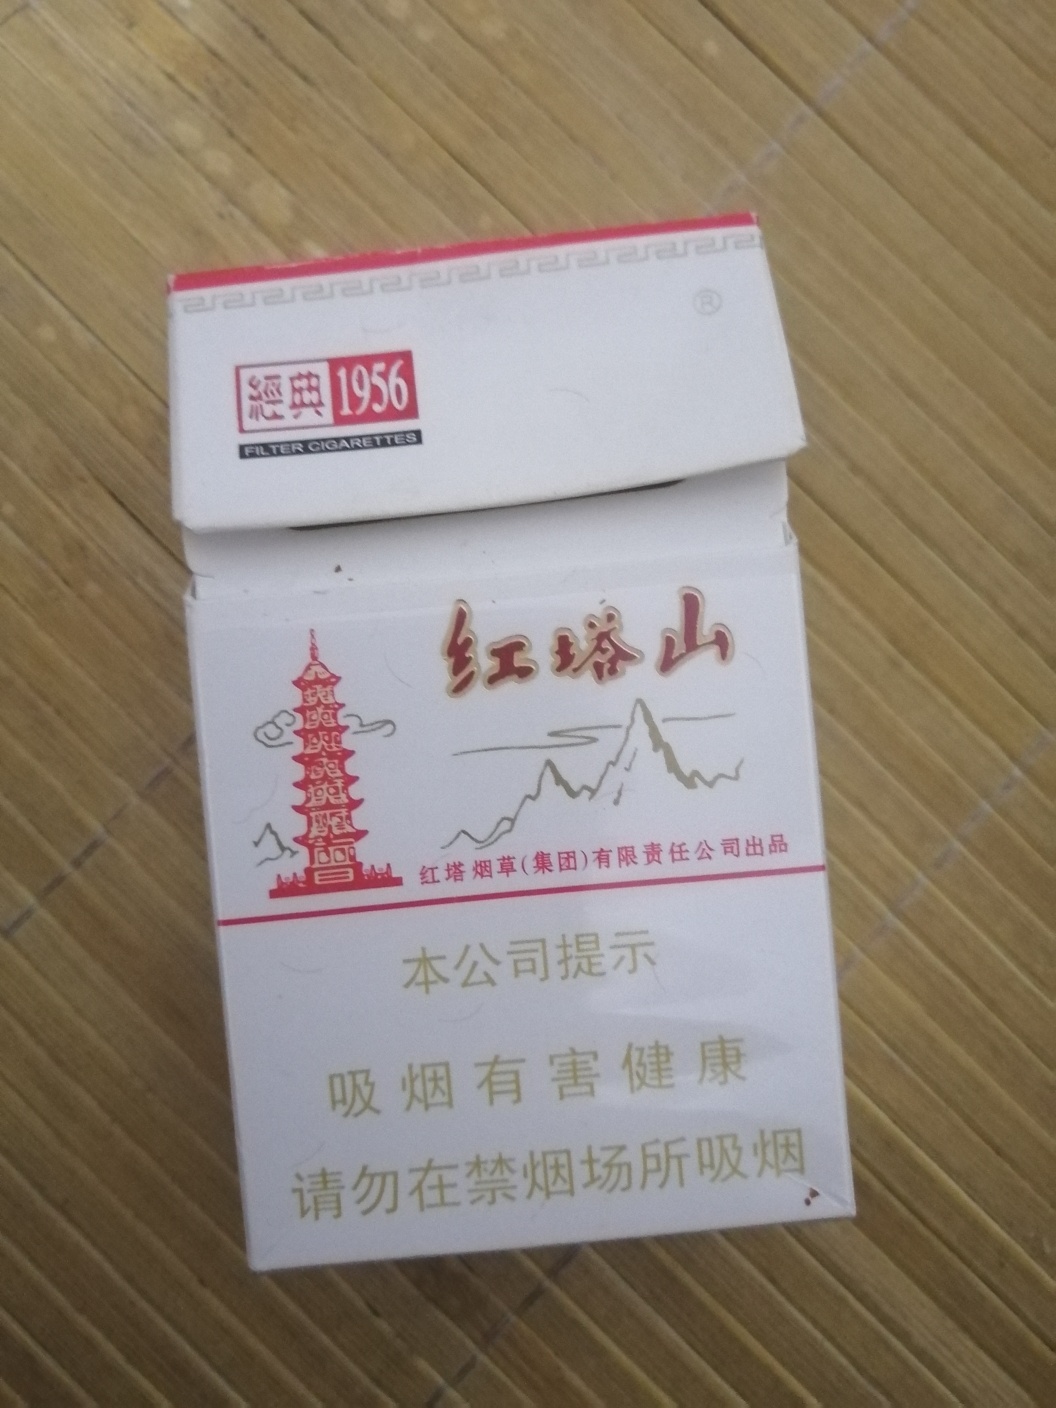 ®
經典1956
FILTER CIGARETTES
红塔山
红塔烟草(集团)有限责任公司出品
本公司提示
吸烟有害健康
请勿在禁烟场所吸烟